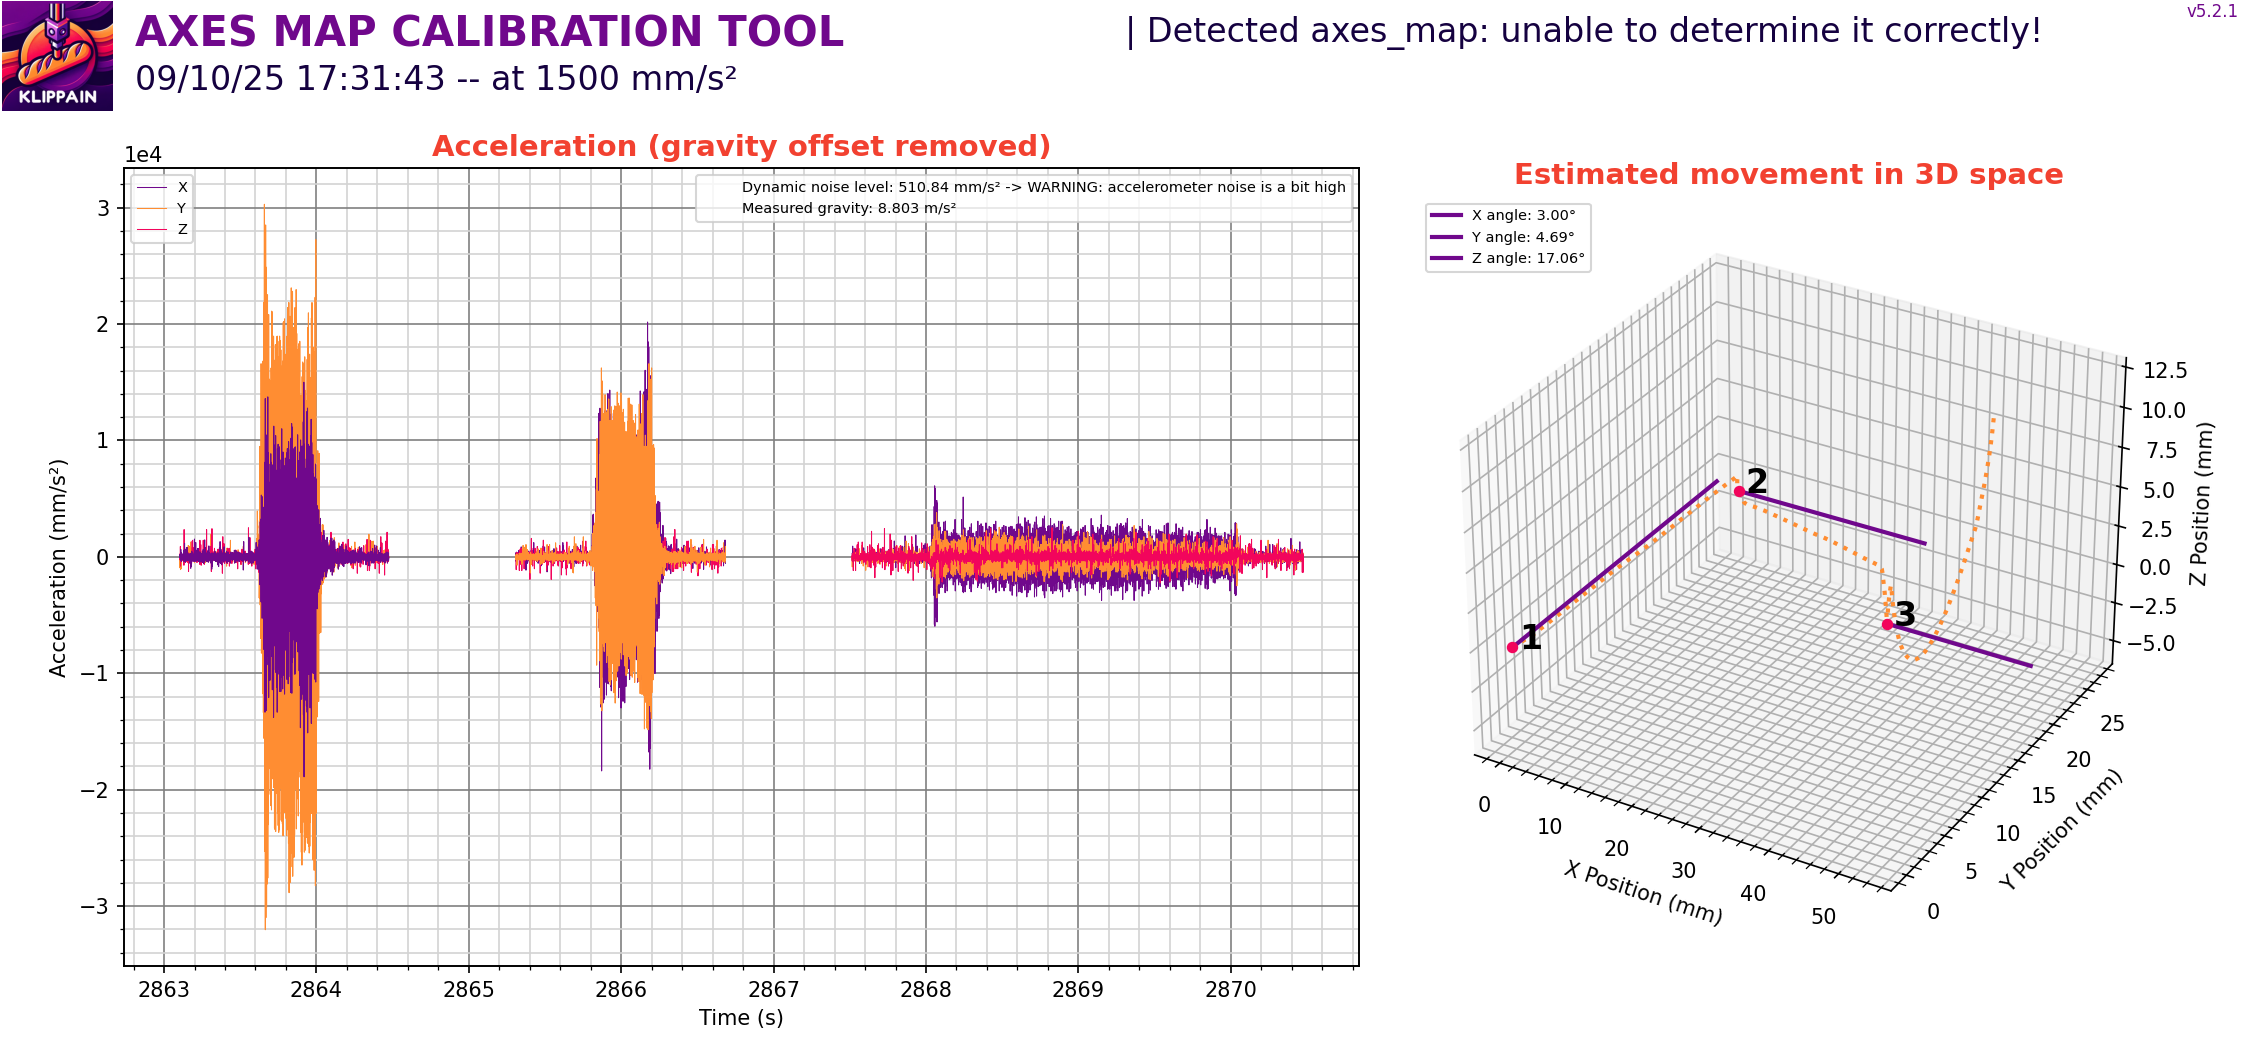 AXES MAP CALIBRATION TOOL
| Detected axes_map: unable to determine it correctly!
v5.2.1
09/10/25 17:31:43 -- at 1500 mm/s²
KLIPPAIN
Acceleration (gravity offset removed)
1e4
X
Y
Z
Dynamic noise level: 510.84 mm/s² -> WARNING: accelerometer noise is a bit high
Measured gravity: 8.803 m/s²
Acceleration (mm/s²)
3
2
1
0
−1
−2
−3
2863
2864
2865
2866
2867
2868
2869
2870
Time (s)
Estimated movement in 3D space
X angle: 3.00°
Y angle: 4.69°
Z angle: 17.06°
1
2
3
12.5
10.0
7.5
5.0
2.5
0.0
−2.5
−5.0
Z Position (mm)
0
10
20
30
40
50
X Position (mm)
0
5
10
15
20
25
Y Position (mm)